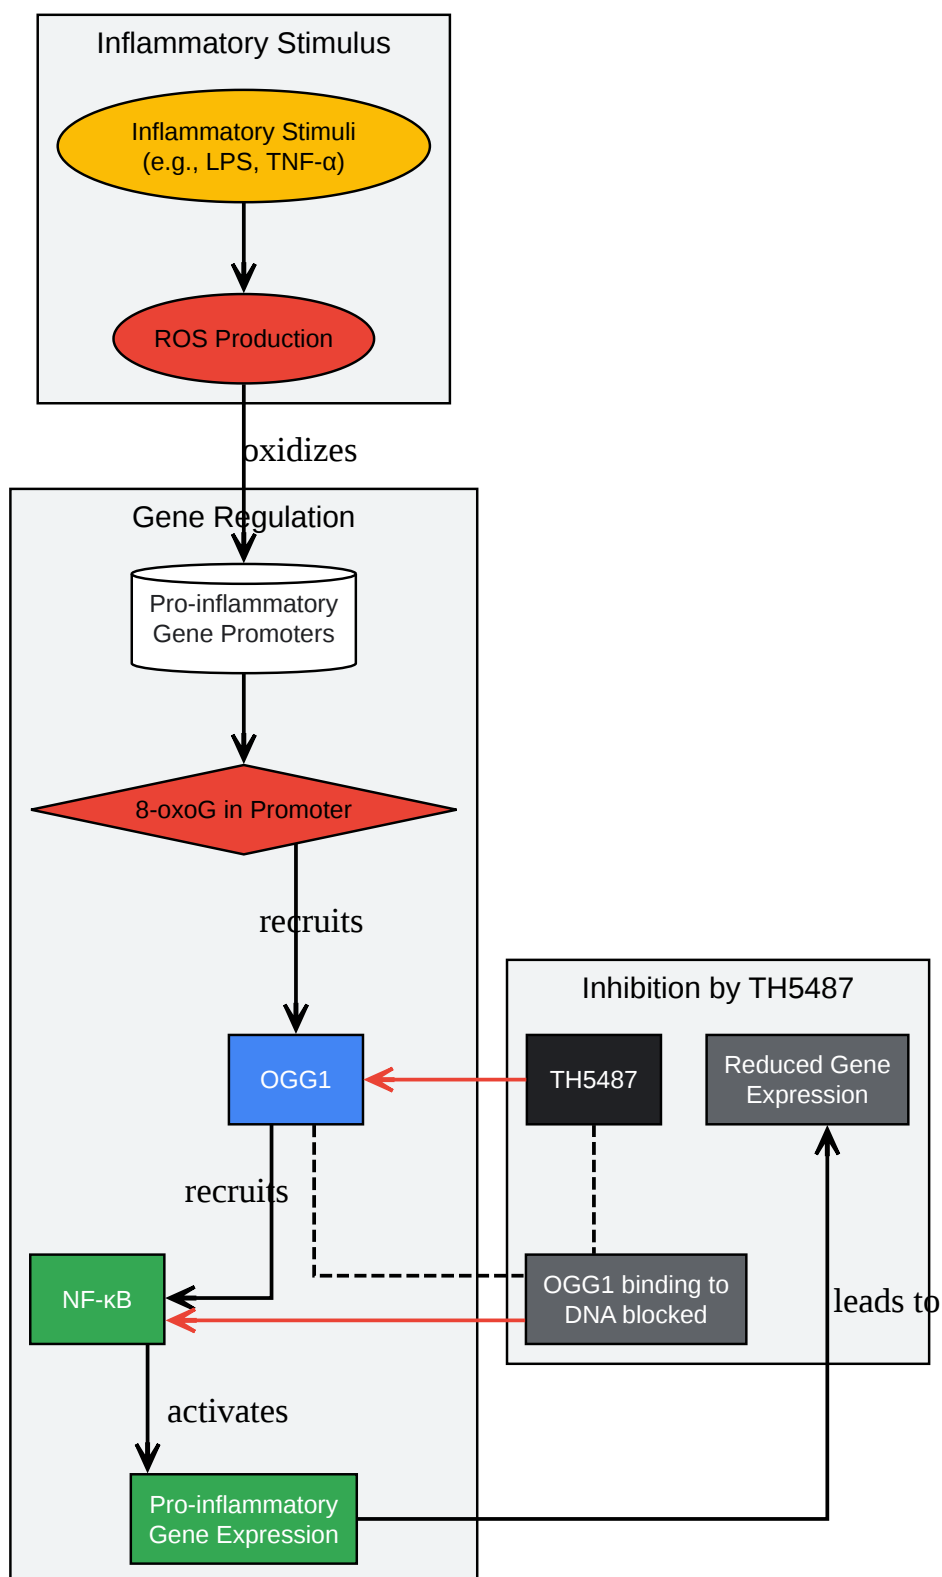 Inflammatory Stimulus
Inflammatory Stimuli
(e.g., LPS, TNF-α)
ROS Production
oxidizes
Gene Regulation
Pro-inflammatory
Gene Promoters
8-oxoG in Promoter
recruits
Inhibition by TH5487
OGG1
TH5487
Reduced Gene
Expression
recruits
NF-κB
OGG1 binding to
DNA blocked
leads to
activates
Pro-inflammatory
Gene Expression